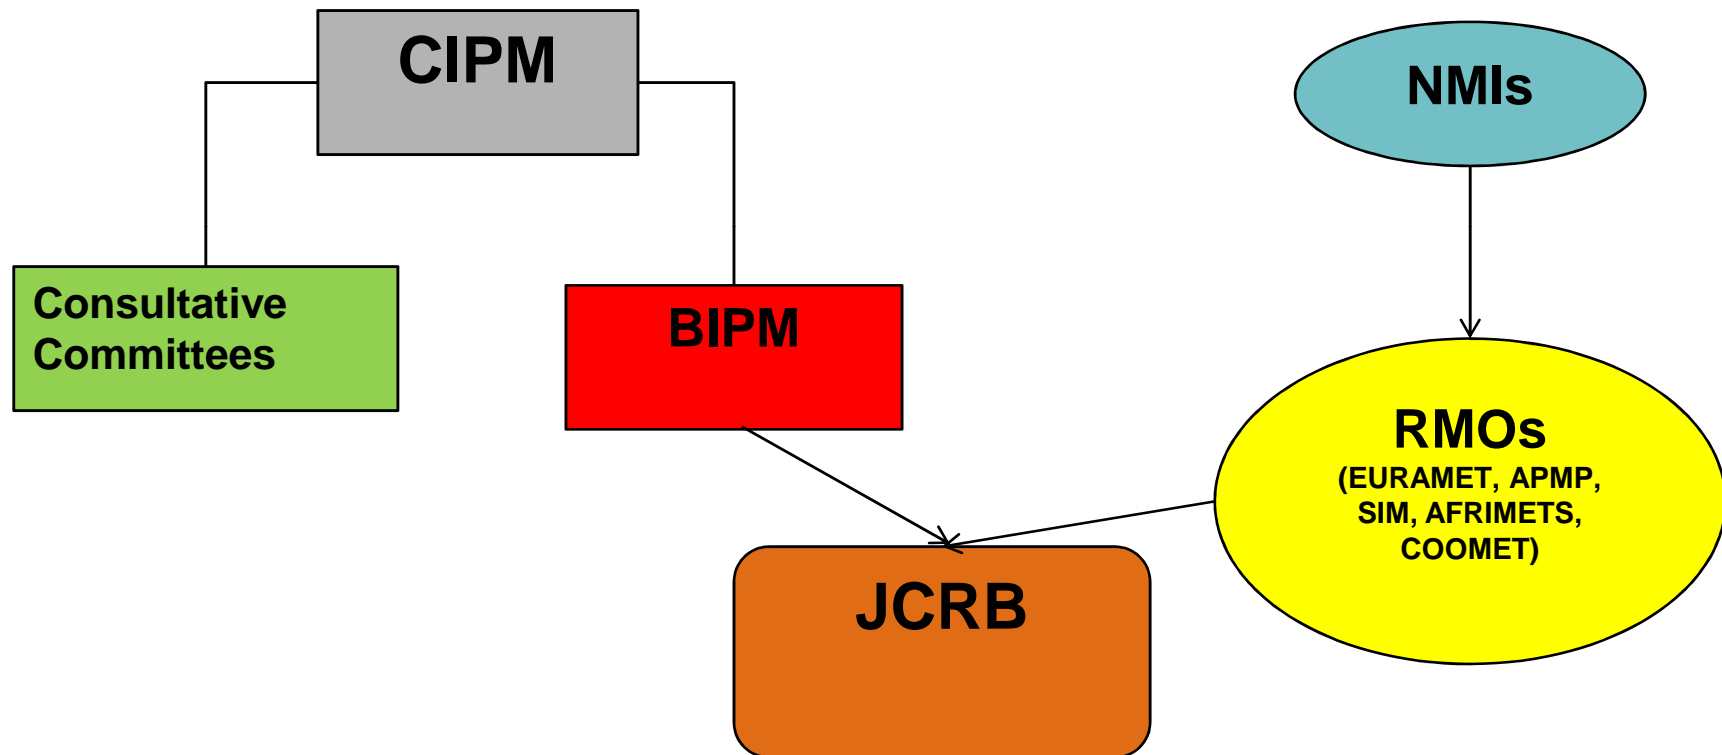 CIPM
NMIs
Consultative
Committees
BIPM
RMOs
(EURAMET, APMP,
SIM, AFRIMETS,
COOMET)
JCRB